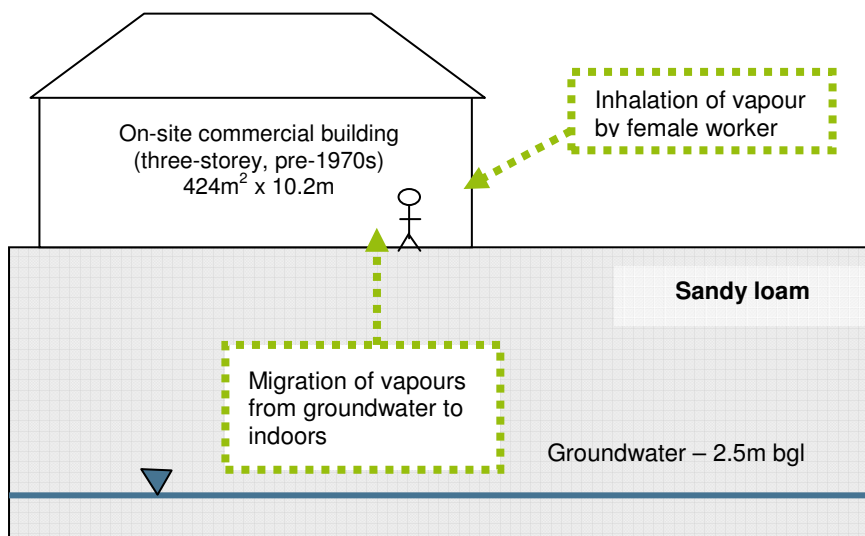 On-site commercial building
(three-storey, pre-1970s)
424m² x 10.2m
Inhalation of vapour
by female worker
Sandy loam
Migration of vapours
from groundwater to
indoors
Groundwater – 2.5m bgl